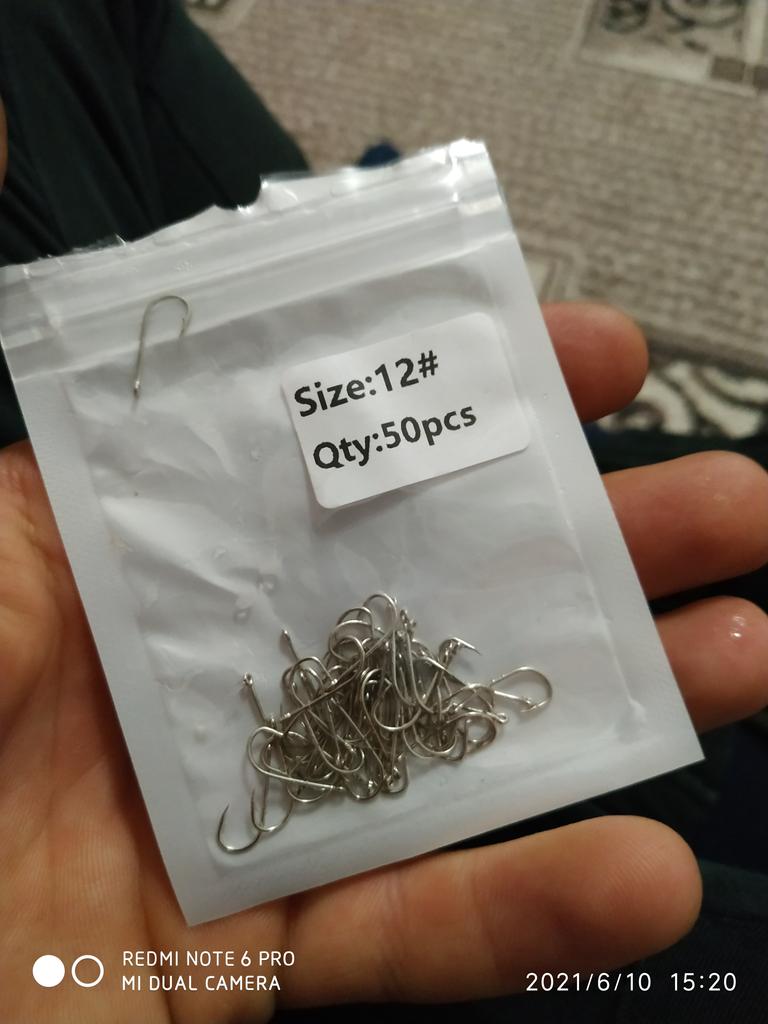 Size:12#
Qty:50pcs
REDMI NOTE 6 PRO
MI DUAL CAMERA
2021/6/10 15:20